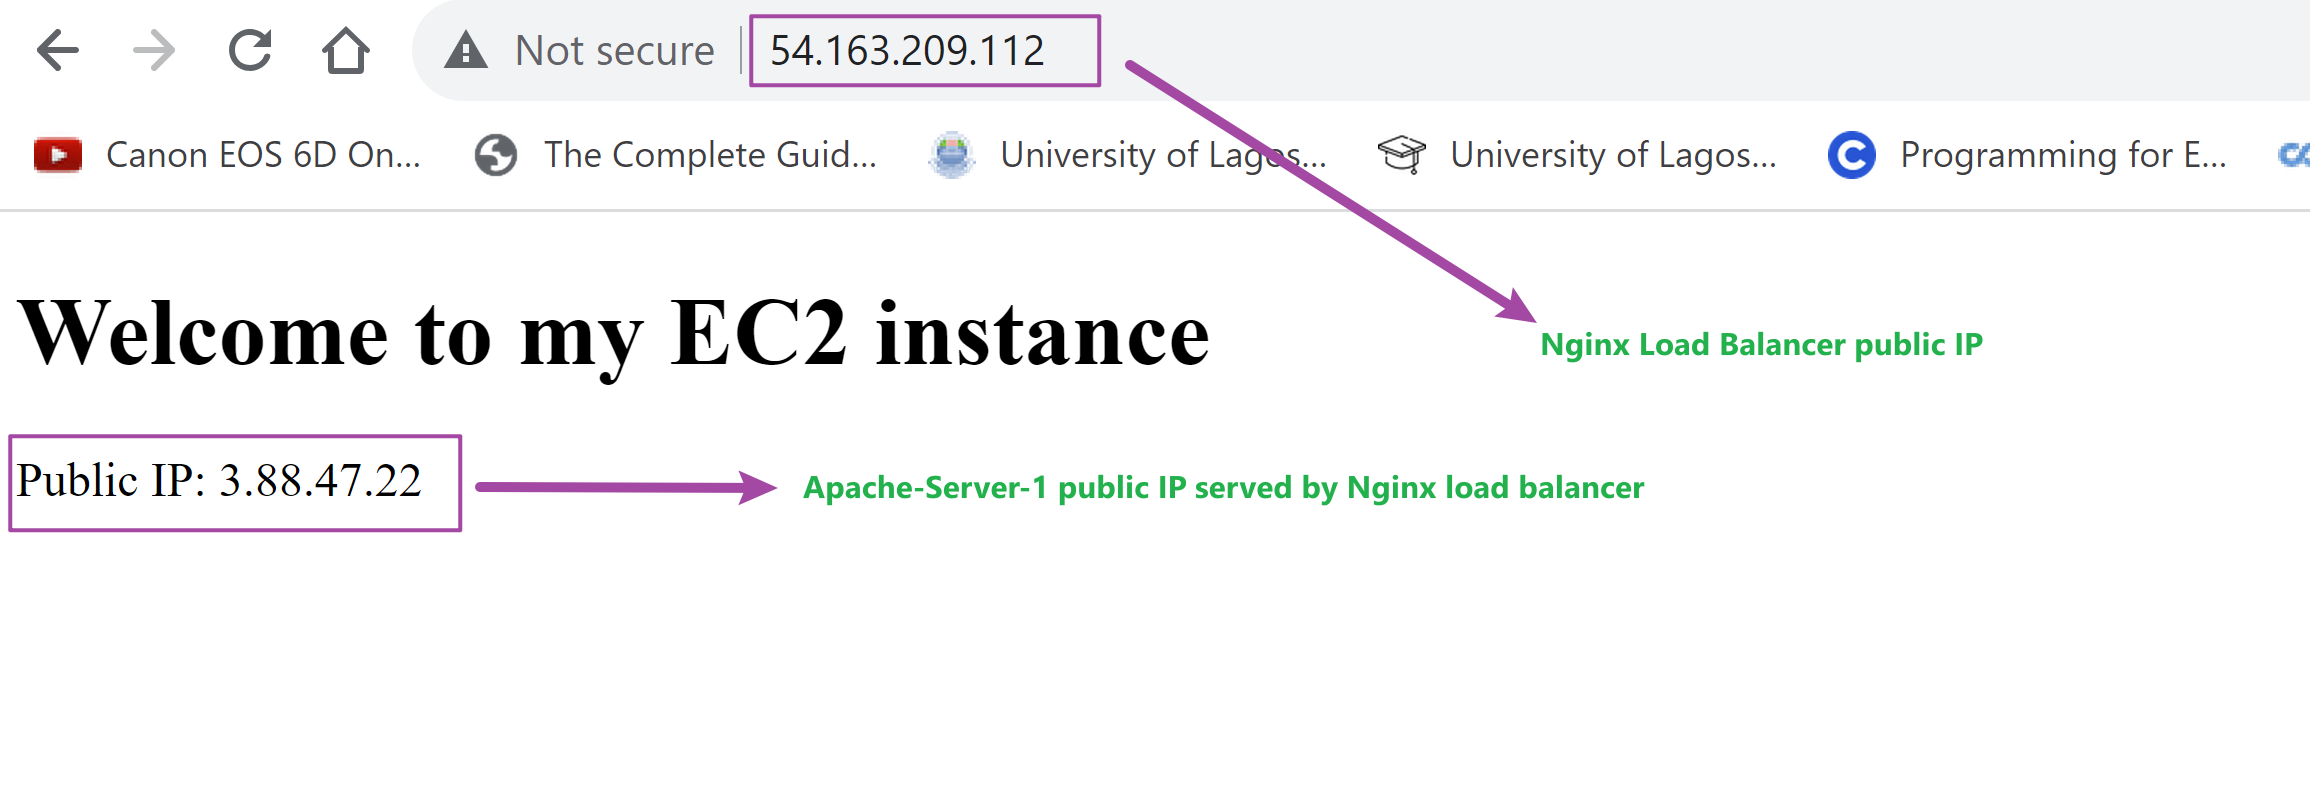 Not secure 54.163.209.112
Canon EOS 6D On... The Complete Guid... University of Lagos... University of Lagos... Programming for E...
Welcome to my EC2 instance
Nginx Load Balancer public IP
Public IP: 3.88.47.22
Apache-Server-1 public IP served by Nginx load balancer